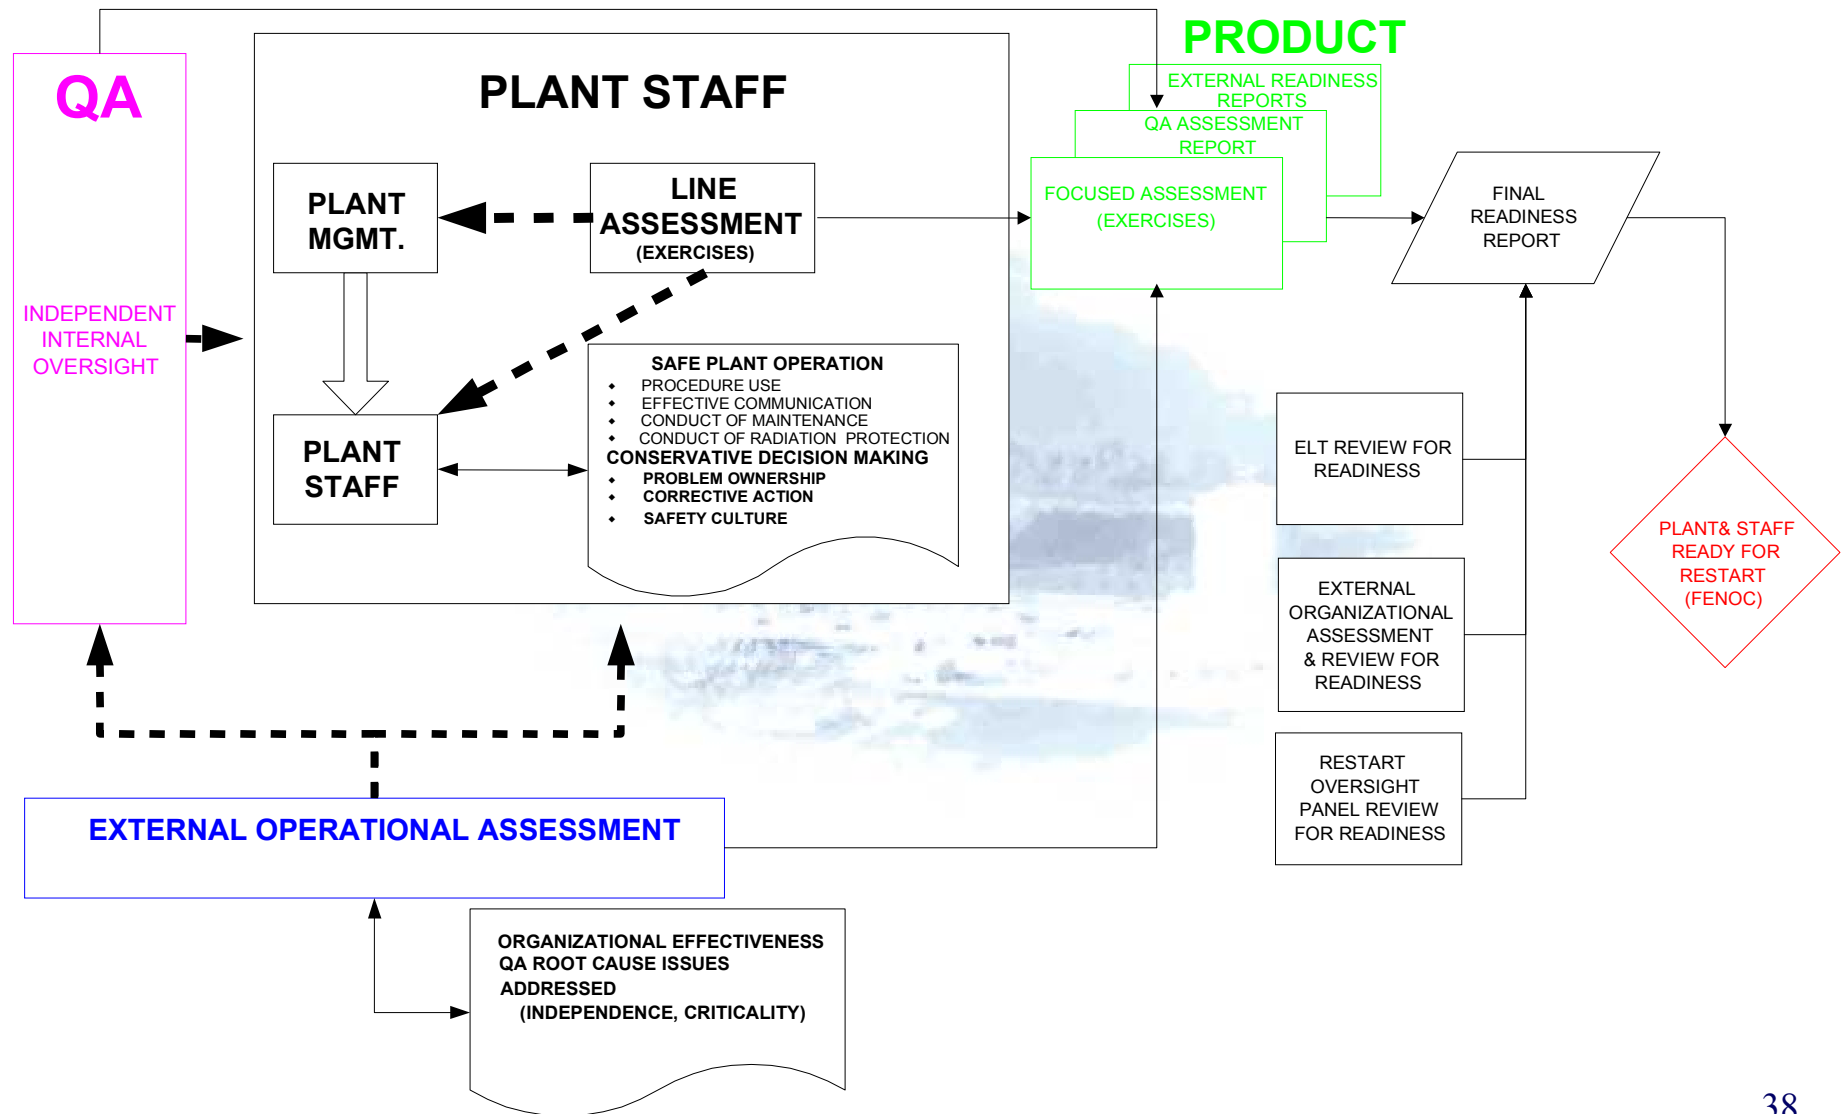 QA
INDEPENDENT
INTERNAL
OVERSIGHT
PLANT STAFF
PLANT
MGMT.
LINE
ASSESSMENT
(EXERCISES)
PLANT
STAFF
SAFE PLANT OPERATION
◆ PROCEDURE USE
◆ EFFECTIVE COMMUNICATION
◆ CONDUCT OF MAINTENANCE
◆ CONDUCT OF RADIATION PROTECTION
CONSERVATIVE DECISION MAKING
◆ PROBLEM OWNERSHIP
◆ CORRECTIVE ACTION
◆ SAFETY CULTURE
PRODUCT
EXTERNAL READINESS
REPORTS
QA ASSESSMENT
REPORT
FOCUSED ASSESSMENT
(EXERCISES)
FINAL
READINESS
REPORT
ELT REVIEW FOR
READINESS
EXTERNAL
ORGANIZATIONAL
ASSESSMENT
& REVIEW FOR
READINESS
RESTART
OVERSIGHT
PANEL REVIEW
FOR READINESS
PLANT& STAFF
READY FOR
RESTART
(FENOC)
EXTERNAL OPERATIONAL ASSESSMENT
ORGANIZATIONAL EFFECTIVENESS
QA ROOT CAUSE ISSUES
ADDRESSED
(INDEPENDENCE, CRITICALITY)
38